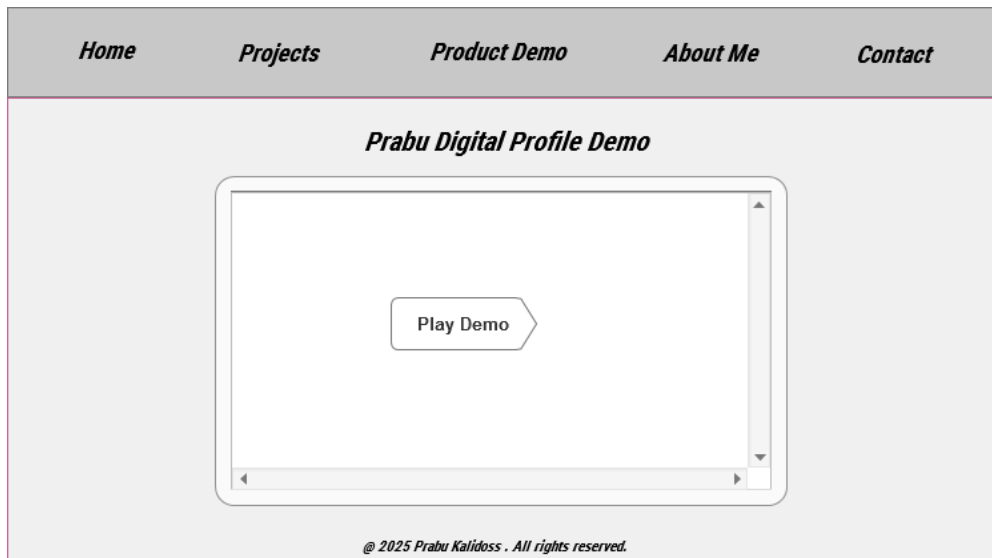 Home Projects Product Demo About Me Contact
Prabu Digital Profile Demo
Play Demo
@ 2025 Prabu Kalidoss . All rights reserved.